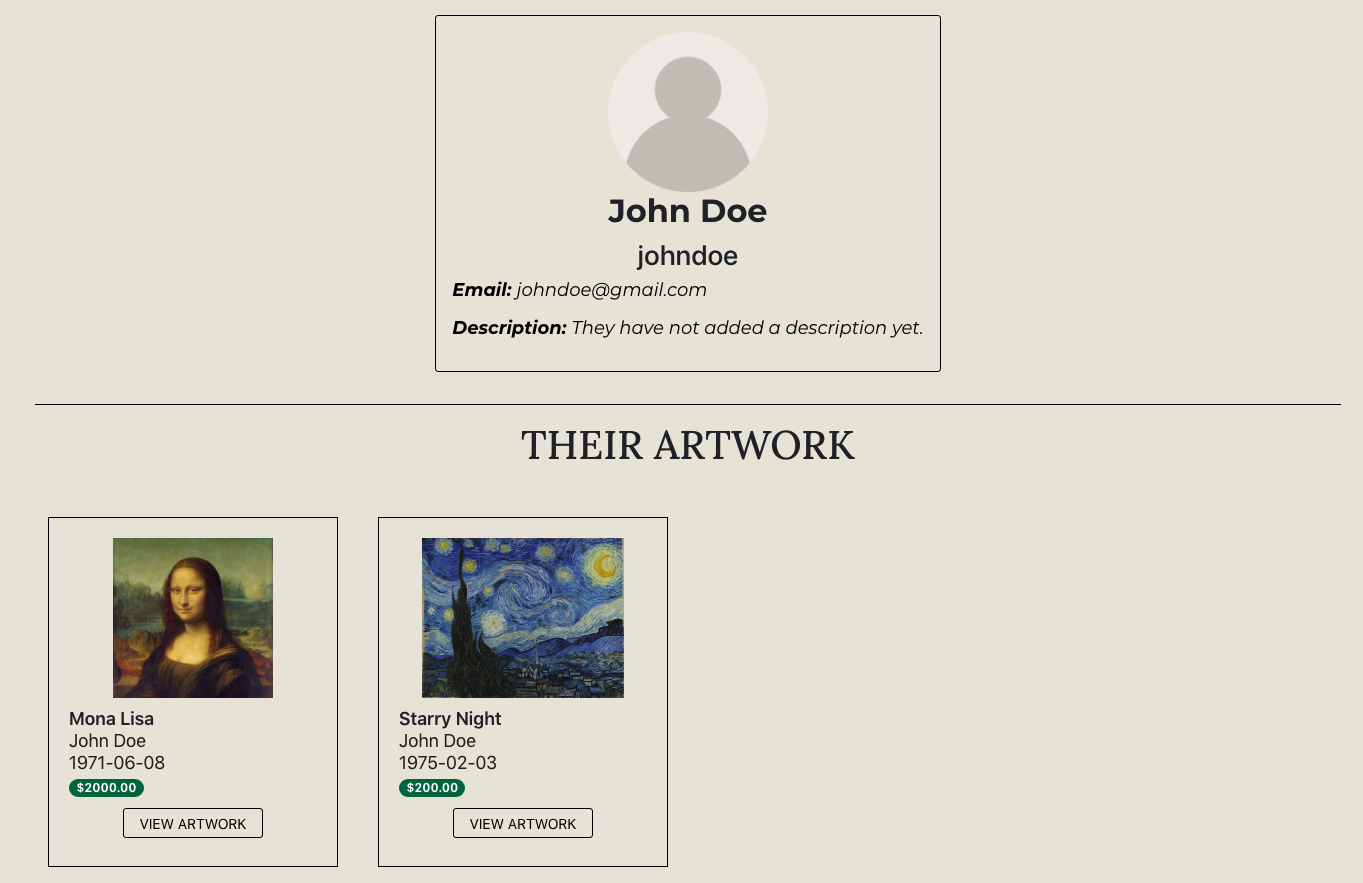 John Doe
johndoe
Email: johndoe@gmail.com
Description: They have not added a description yet.
THEIR ARTWORK
Mona Lisa
John Doe
1971-06-08
$2000.00
VIEW ARTWORK
Starry Night
John Doe
1975-02-03
$200.00
VIEW ARTWORK